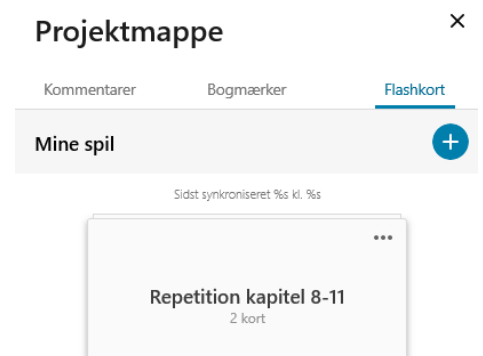 Projektmappe
Kommentarer Bogmærker Flashkort
Mine spil
Sidst synkroniseret %s kl. %s
Repetition kapitel 8-11
2 kort